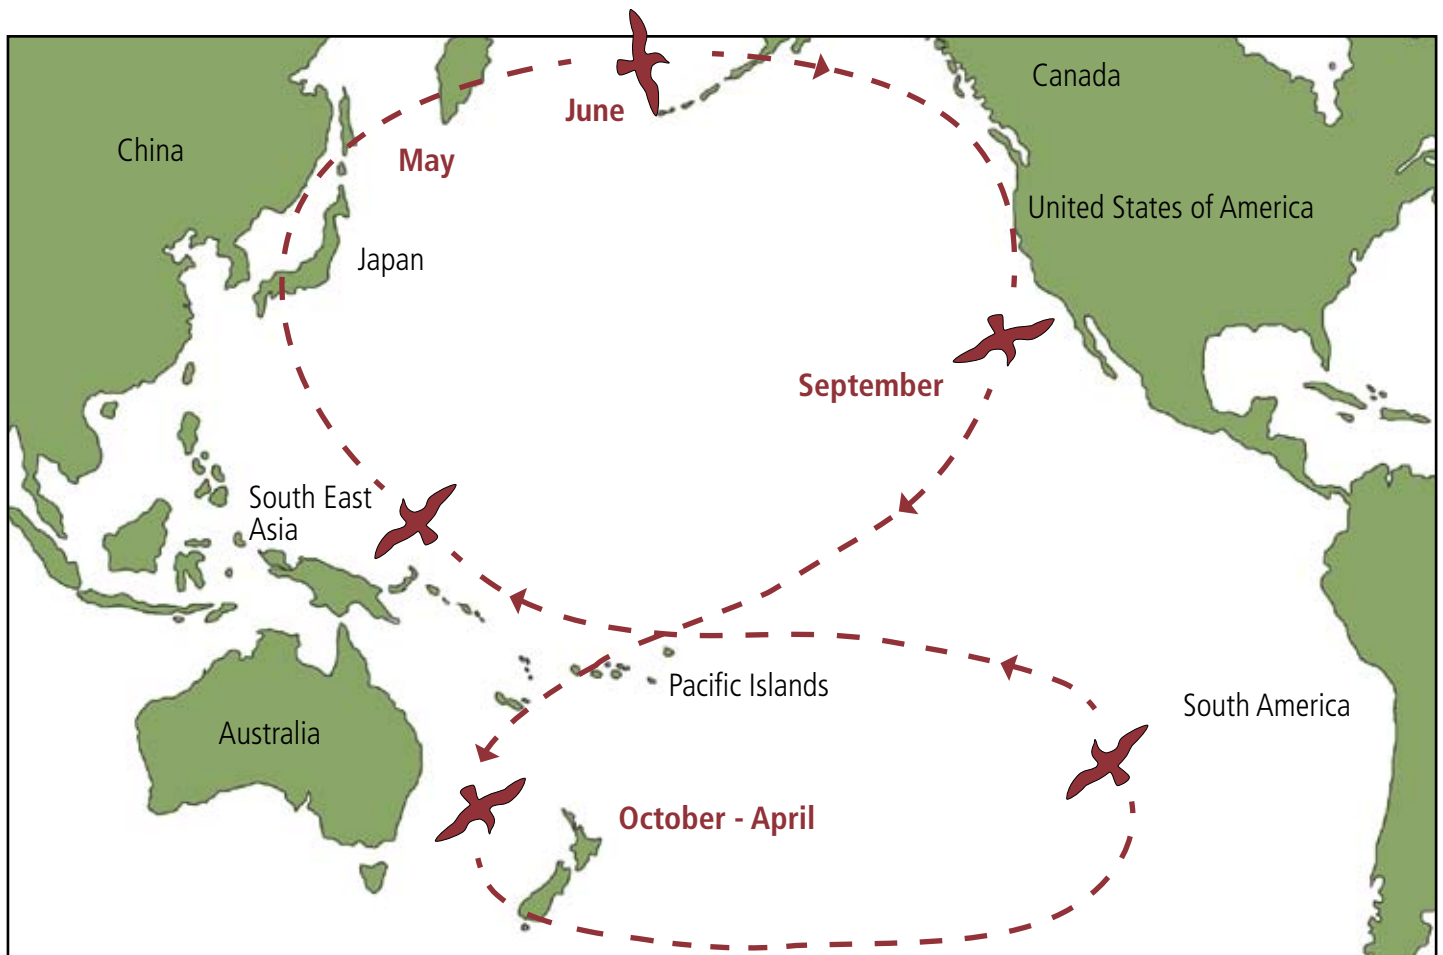 Canada
June
China
May
United States of America
Japan
September
South East
Asia
Pacific Islands
South America
Australia
October - April